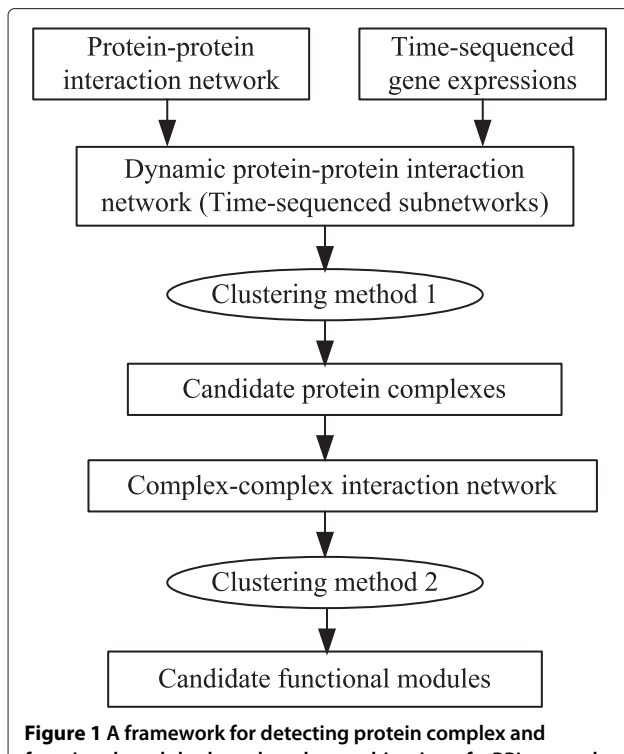 Protein-protein
interaction network
Time-sequenced
gene expressions
Dynamic protein-protein interaction
network (Time-sequenced subnetworks)
Clustering method 1
Candidate protein complexes
Complex-complex interaction network
Clustering method 2
Candidate functional modules
Figure 1 A framework for detecting protein complex and